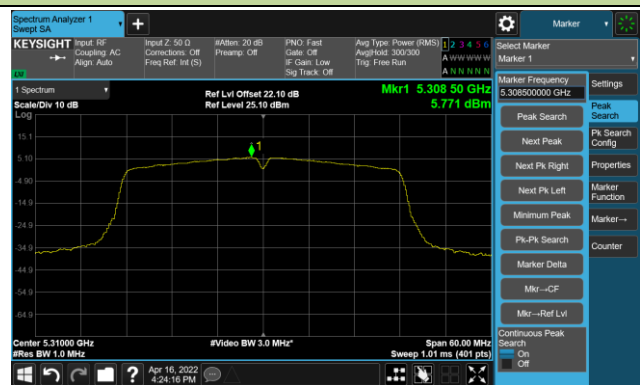 Spectrum Analyzer 1
Swept SA
Marker
KEYSIGHT
Input: RF
Coupling: AC
Align: Auto
Input Z: 50 Ω
Corrections: Off
Freq Ref: Int (S)
#Atten: 20 dB
Preamp: Off
PNO: Fast
Gate: Off
IF Gain: Low
Sig Track: Off
Avg Type: Power (RMS)
Avg|Hold: 300/300
Trig: Free Run
1 2 3 4 5 6
A W W W W W
A N N N N N
Select Marker
Marker 1
1 Spectrum
Scale/Div 10 dB
Log
Ref Lvl Offset 22.10 dB
Ref Level 25.10 dBm
Mkr1 5.308 50 GHz
5.771 dBm
1
15.1
5.10
-4.90
-14.9
-24.9
-34.9
-44.9
-54.9
-64.9
Center 5.31000 GHz
#Res BW 1.0 MHz
#Video BW 3.0 MHz*
Span 60.00 MHz
Sweep 1.01 ms (401 pts)
Marker Frequency
5.308500000 GHz
Peak Search
Next Peak
Next Pk Right
Next Pk Left
Minimum Peak
Pk-Pk Search
Marker Delta
Mkr→CF
Mkr→Ref Lvl
Continuous Peak
Search
On
Off
Settings
Peak
Search
Pk Search
Config
Properties
Marker
Function
Marker→
Counter
?
Apr 16, 2022
4:24:16 PM